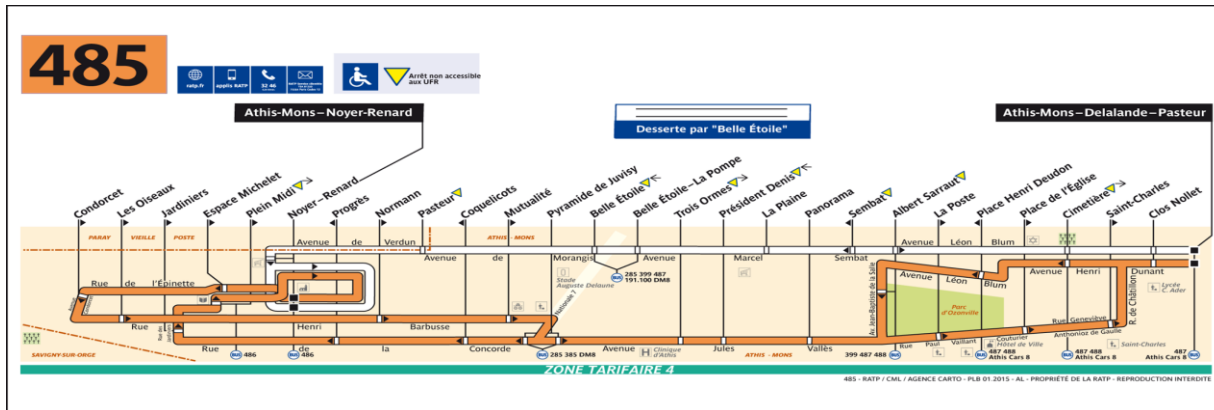 485
ratp.fr
applis RATP
32 46
Arrêt non accessible
aux UFR
Athis-Mons–Noyer-Renard
Desserte par "Belle Étoile"
Athis-Mons–Delalande–Pasteur
Condorcet
Les Oiseaux
Jardiniers
Espace Michelet
Plein Midi
Noyer–Renard
Progrès
Normann
Pasteur
Coquelicots
Mutualité
Pyramide de Juvisy
Belle Étoile
Belle Étoile–La Pompe
Trois Ormes
Président Denis
La Plaine
Panorama
Sembat
Albert Sarraut
La Poste
Place Henri Deudon
Place de l'Église
Cimetière
Saint-Charles
Clos Nollet
PARAY VIEILLE POSTE
ATHIS - MONS
Avenue de Verdun
Avenue de Morangis
Avenue Marcel Sembat
Avenue Léon Blum
285 399 487
191.100 DM8
Stade
Auguste Delaune
Nationale 7
Rue de l'Épinette
Av. Jean-Baptiste de la Salle
Avenue Léon Blum
Avenue Henri Dunant
R. de Châtillon
Lycée
C. Ader
Parc
d'Ozonville
Rue Henri Barbusse
Rue Geneviève
Anthonioz de Gaulle
Rue de la Concorde
Avenue Jules Vallès
Rue Paul Vaillant Couturier
Hôtel de Ville
Saint-Charles
SAVIGNY-SUR-ORGE
486
486
285 385 DM8
Clinique
d'Athis
ATHIS - MONS
399 487 488
487 488
Athis Cars 8
487 488
Athis Cars 8
487
Athis Cars 8
ZONE TARIFAIRE 4
485 - RATP / CML / AGENCE CARTO - PLB 01.2015 - AL - PROPRIÉTÉ DE LA RATP - REPRODUCTION INTERDITE